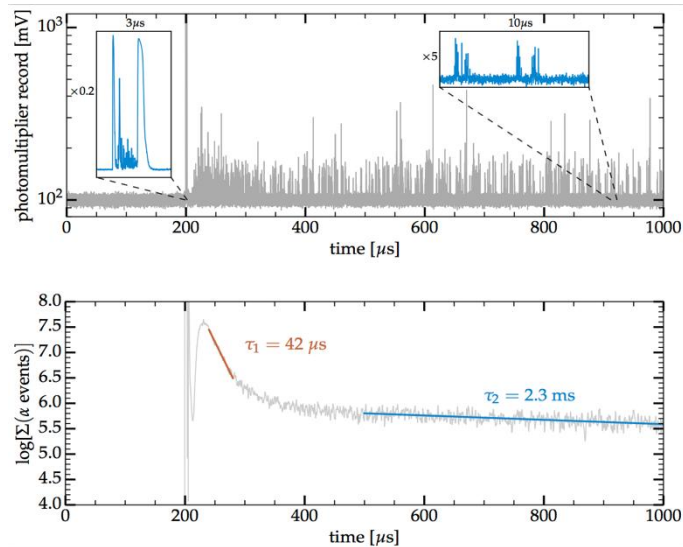 3μs
10μs
×0.2
×5
photomultiplier record [mV]
10³
10²
0 200 400 600 800 1000
time [μs]
8.0
7.5
7.0
6.5
6.0
5.5
5.0
4.5
4.0
log[Σ(α events)]
τ₁ = 42 μs
τ₂ = 2.3 ms
0 200 400 600 800 1000
time [μs]